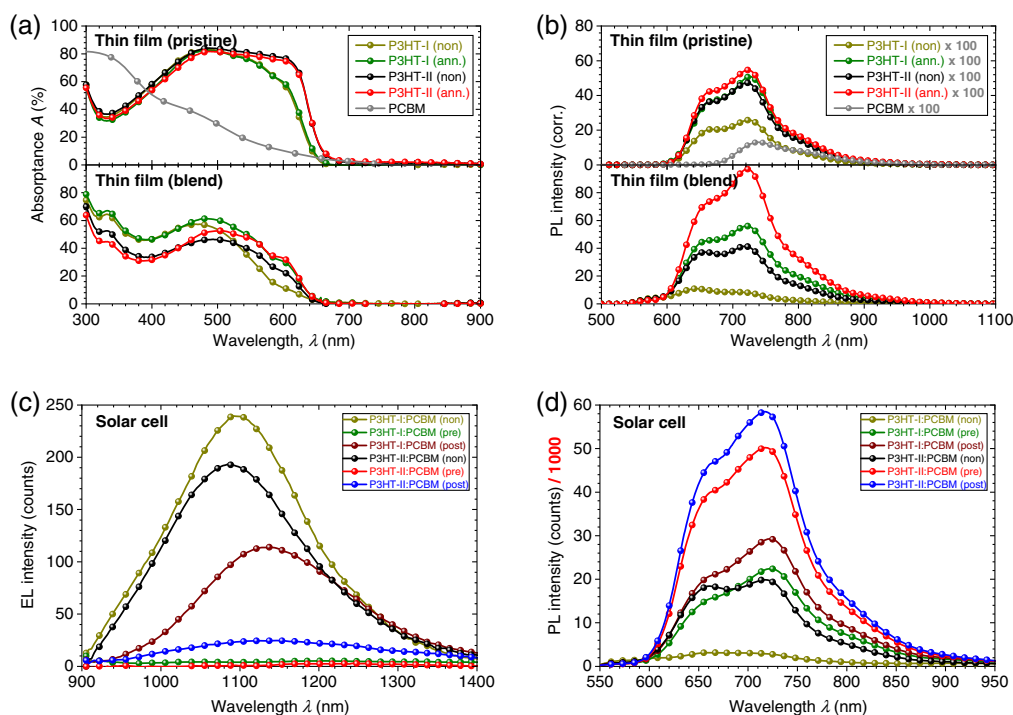 (a)
Thin film (pristine)
P3HT-I (non)
P3HT-I (ann.)
P3HT-II (non)
P3HT-II (ann.)
PCBM
80
60
40
20
0
Thin film (blend)
80
60
40
20
0
Absorptance A (%)
300 400 500 600 700 800 900
Wavelength, λ (nm)
(b)
Thin film (pristine)
P3HT-I (non) x 100
P3HT-I (ann.) x 100
P3HT-II (non) x 100
P3HT-II (ann.) x 100
PCBM x 100
80
60
40
20
0
Thin film (blend)
80
60
40
20
0
PL intensity (corr.)
500 600 700 800 900 1000 1100
Wavelength λ (nm)
(c)
Solar cell
P3HT-I:PCBM (non)
P3HT-I:PCBM (pre)
P3HT-I:PCBM (post)
P3HT-II:PCBM (non)
P3HT-II:PCBM (pre)
P3HT-II:PCBM (post)
250
200
150
100
50
0
EL intensity (counts)
900 1000 1100 1200 1300 1400
Wavelength λ (nm)
(d)
Solar cell
P3HT-I:PCBM (non)
P3HT-I:PCBM (pre)
P3HT-I:PCBM (post)
P3HT-II:PCBM (non)
P3HT-II:PCBM (pre)
P3HT-II:PCBM (post)
60
50
40
30
20
10
0
PL intensity (counts) / 1000
550 600 650 700 750 800 850 900 950
Wavelength λ (nm)